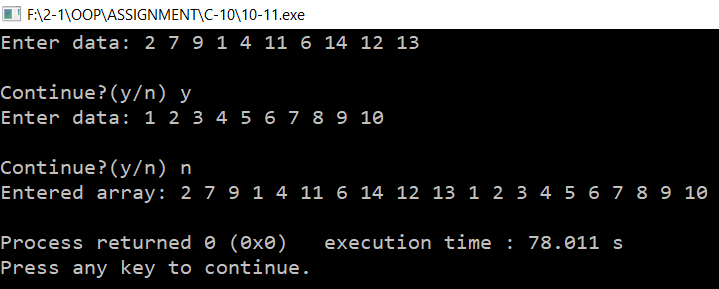 F:\2-1\OOP\ASSIGNMENT\C-10\10-11.exe
Enter data: 2 7 9 1 4 11 6 14 12 13
Continue?(y/n) y
Enter data: 1 2 3 4 5 6 7 8 9 10
Continue?(y/n) n
Entered array: 2 7 9 1 4 11 6 14 12 13 1 2 3 4 5 6 7 8 9 10
Process returned 0 (0x0)   execution time : 78.011 s
Press any key to continue.